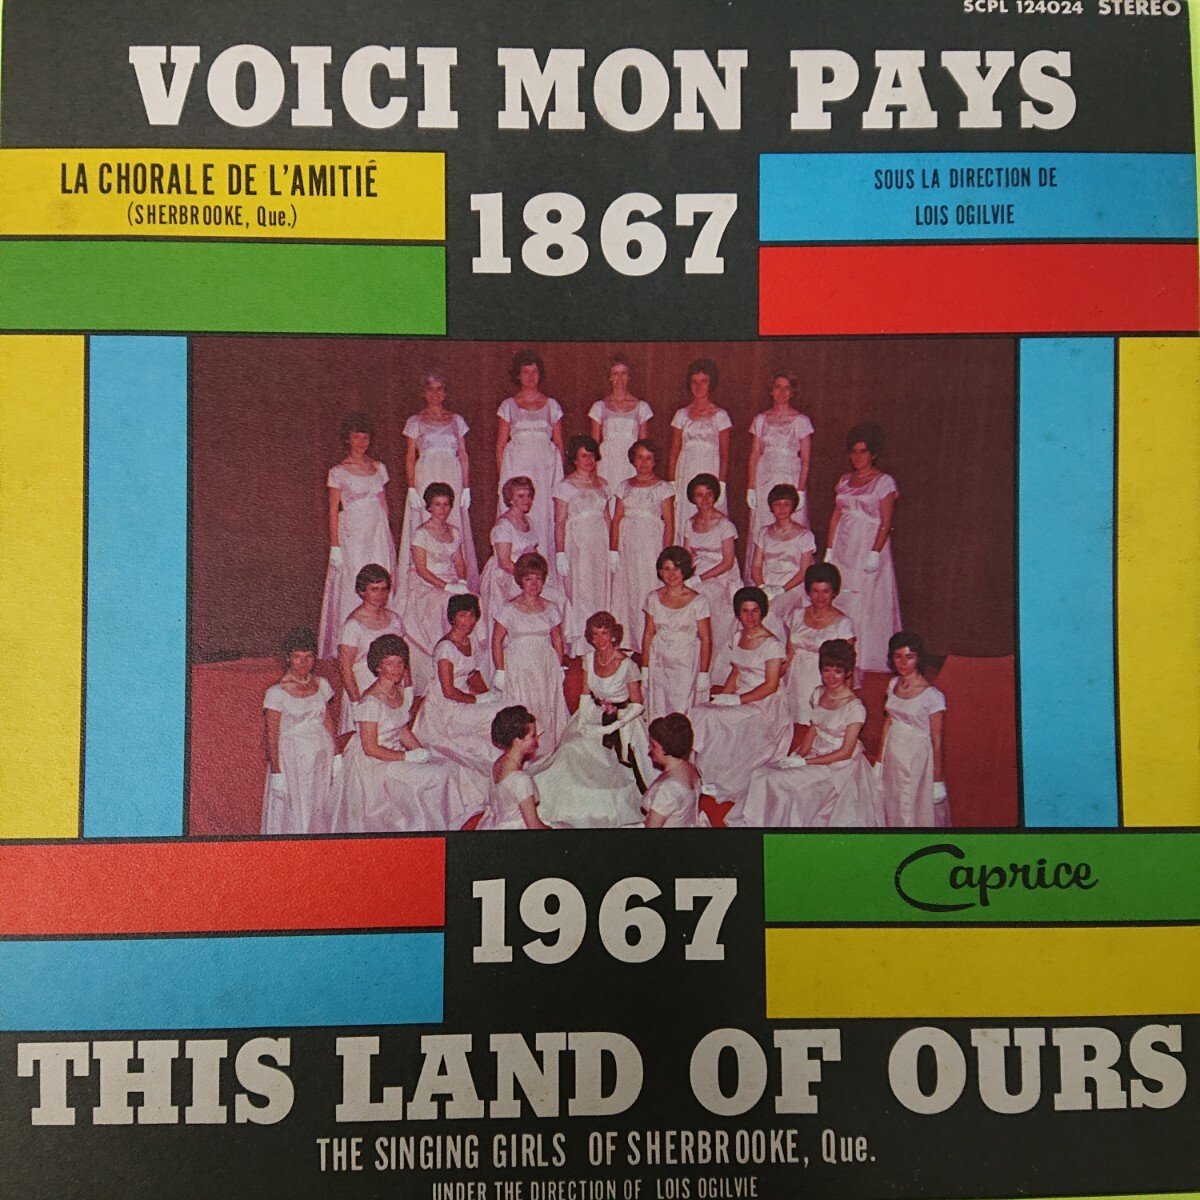 SCPL 124024 STEREO
VOICI MON PAYS
LA CHORALE DE L'AMITIÉ
(SHERBROOKE, Que.)
1867
SOUS LA DIRECTION DE
LOIS OGILVIE
1967
Caprice
THIS LAND OF OURS
THE SINGING GIRLS OF SHERBROOKE, Que.
UNDER THE DIRECTION OF LOIS OGILVIE